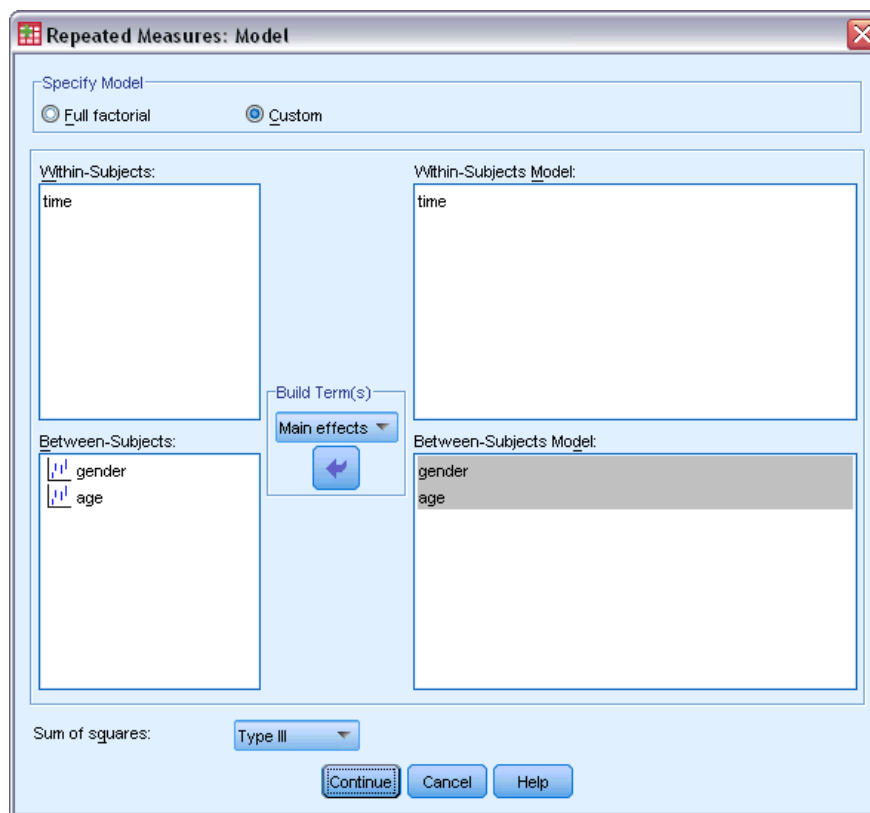 Repeated Measures: Model
Specify Model
Full factorial
Custom
Within-Subjects:
time
Within-Subjects Model:
time
Build Term(s)
Main effects
Between-Subjects:
gender
age
Between-Subjects Model:
gender
age
Sum of squares:
Type III
Continue
Cancel
Help